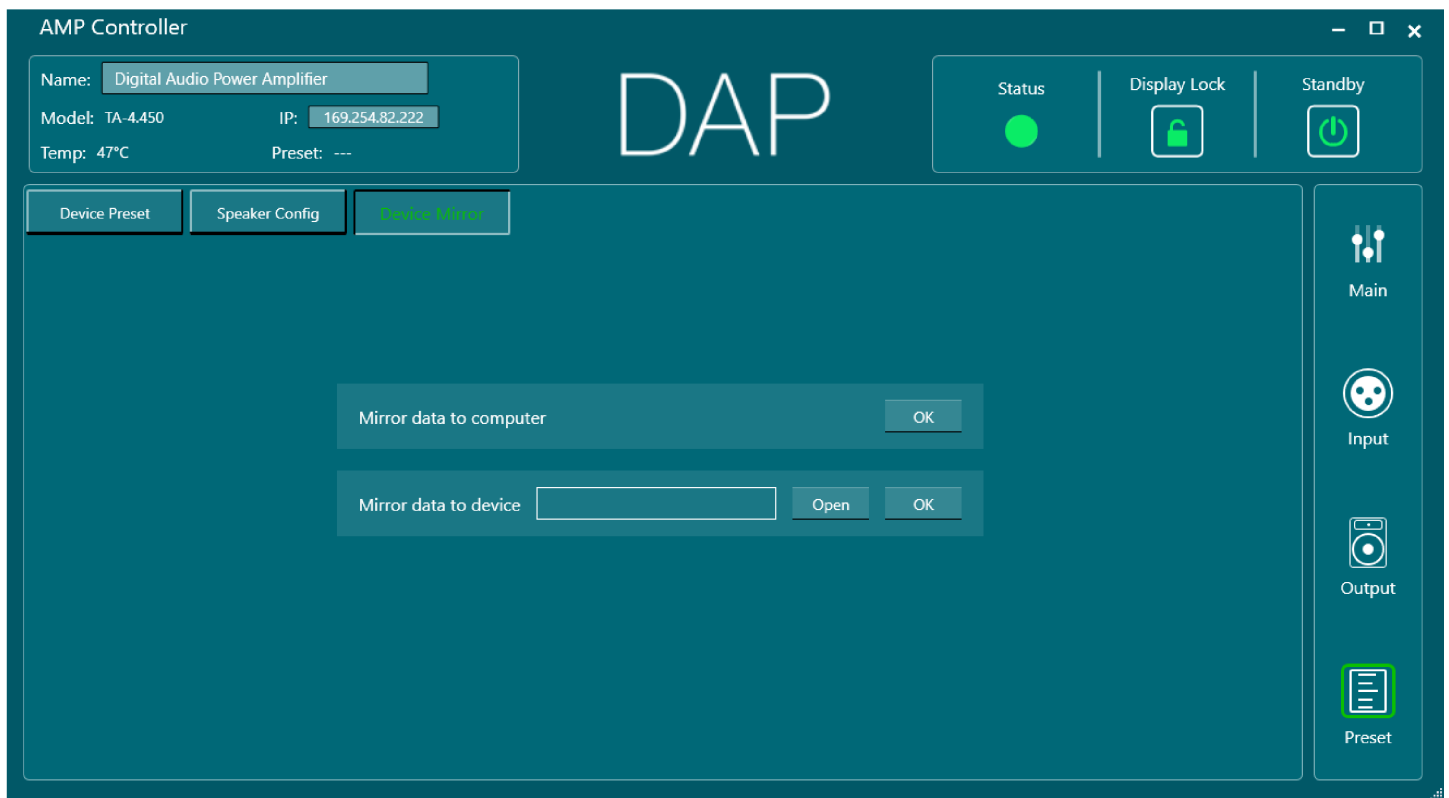 AMP Controller
Name: Digital Audio Power Amplifier
Model: TA-4.450 IP: 169.254.82.222
Temp: 47°C Preset: ---
DAP
Status
Display Lock
Standby
Device Preset
Speaker Config
Device Mirror
Mirror data to computer OK
Mirror data to device Open OK
Main
Input
Output
Preset